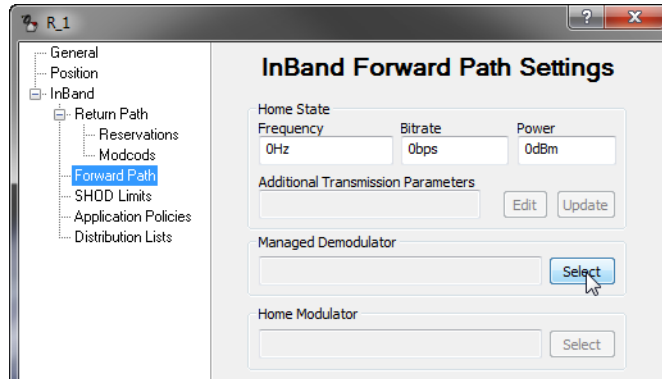 R_1
?
X
General
Position
InBand
Return Path
Reservations
Modcods
Forward Path
SHOD Limits
Application Policies
Distribution Lists
InBand Forward Path Settings
Home State
Frequency Bitrate Power
0Hz 0bps 0dBm
Additional Transmission Parameters
Edit Update
Managed Demodulator
Select
Home Modulator
Select